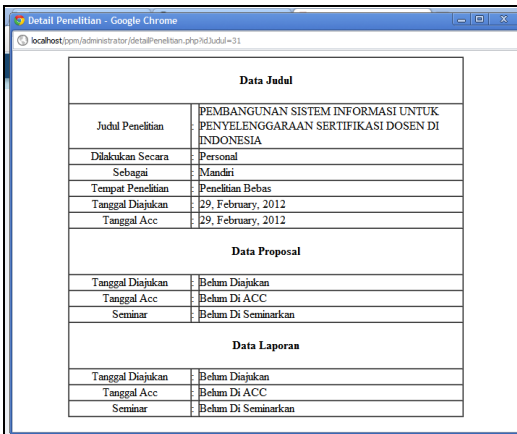 Detail Penelitian - Google Chrome
localhost/ppm/administrator/detailPenelitian.php?idJudul=31
Data Judul
Judul Penelitian : PEMBANGUNAN SISTEM INFORMASI UNTUK
PENYELENGGARAAN SERTIFIKASI DOSEN DI
INDONESIA
Dilakukan Secara : Personal
Sebagai : Mandiri
Tempat Penelitian : Penelitian Bebas
Tanggal Diajukan : 29, February, 2012
Tanggal Acc : 29, February, 2012
Data Proposal
Tanggal Diajukan : Belum Diajukan
Tanggal Acc : Belum Di ACC
Seminar : Belum Di Seminarkan
Data Laporan
Tanggal Diajukan : Belum Diajukan
Tanggal Acc : Belum Di ACC
Seminar : Belum Di Seminarkan